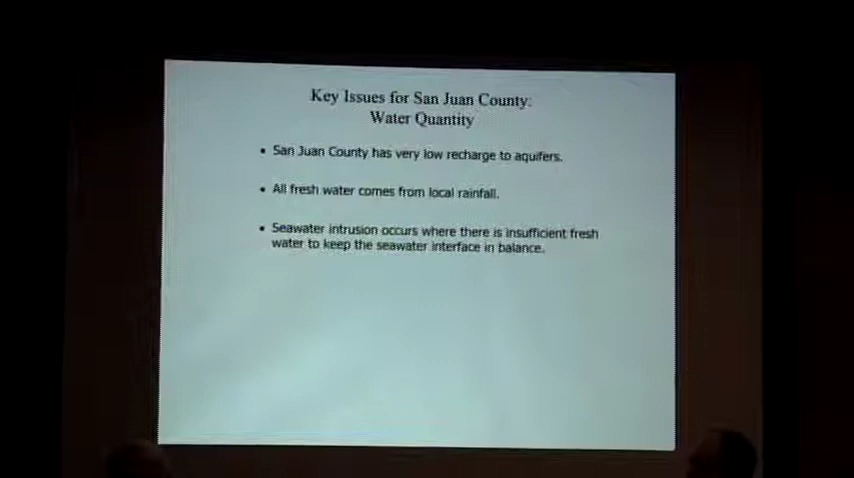 Key Issues for San Juan County:
Water Quantity
• San Juan County has very low recharge to aquifers.
• All fresh water comes from local rainfall.
• Seawater intrusion occurs where there is insufficient fresh
water to keep the seawater interface in balance.